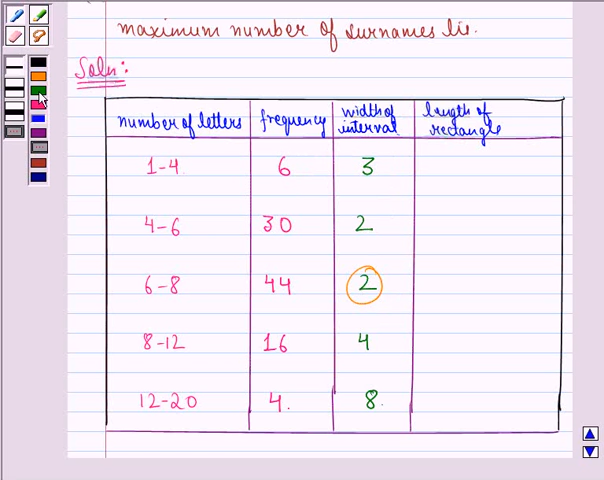 maximum number of surnames lie.
Soln:
number of letters frequency width of interval length of rectangle
1-4 6 3
4-6 30 2
6-8 44 2
8-12 16 4
12-20 4. 8.